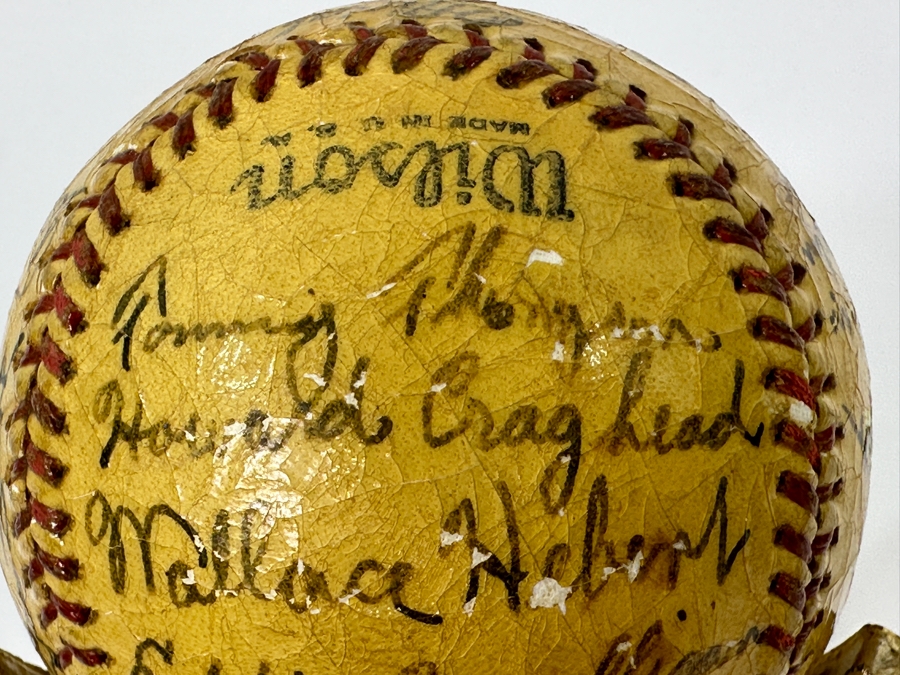 Wilson
MADE IN U.S.A.
Tommy Thompson
Howard Craghead
Wallace Hebert